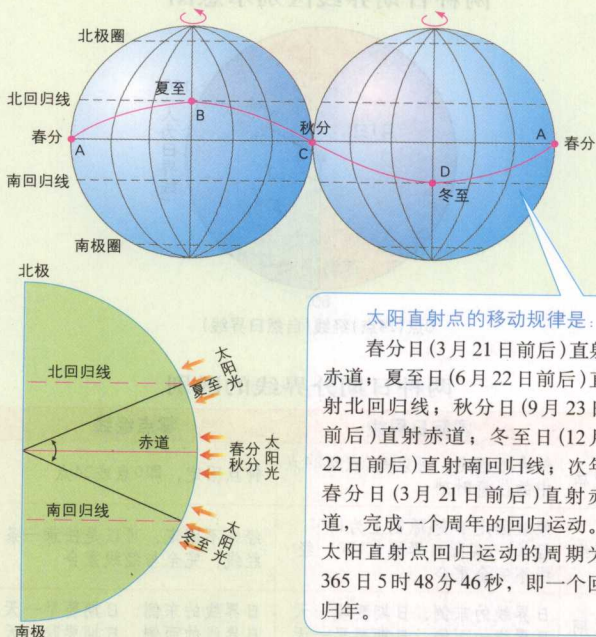 北极圈
夏至
北回归线
B
秋分
春分
A
C
A
春分
D
南回归线
冬至
南极圈
北极
太阳光
北回归线
夏至
赤道
春分
秋分
太阳光
南回归线
冬至
太阳光
南极
太阳直射点的移动规律是:
春分日(3月21日前后)直射
赤道;夏至日(6月22日前后)直
射北回归线;秋分日(9月23日
前后)直射赤道;冬至日(12月
22日前后)直射南回归线;次年
春分日(3月21日前后)直射赤
道,完成一个周年的回归运动。
太阳直射点回归运动的周期为
365日5时48分46秒,即一个回
归年。